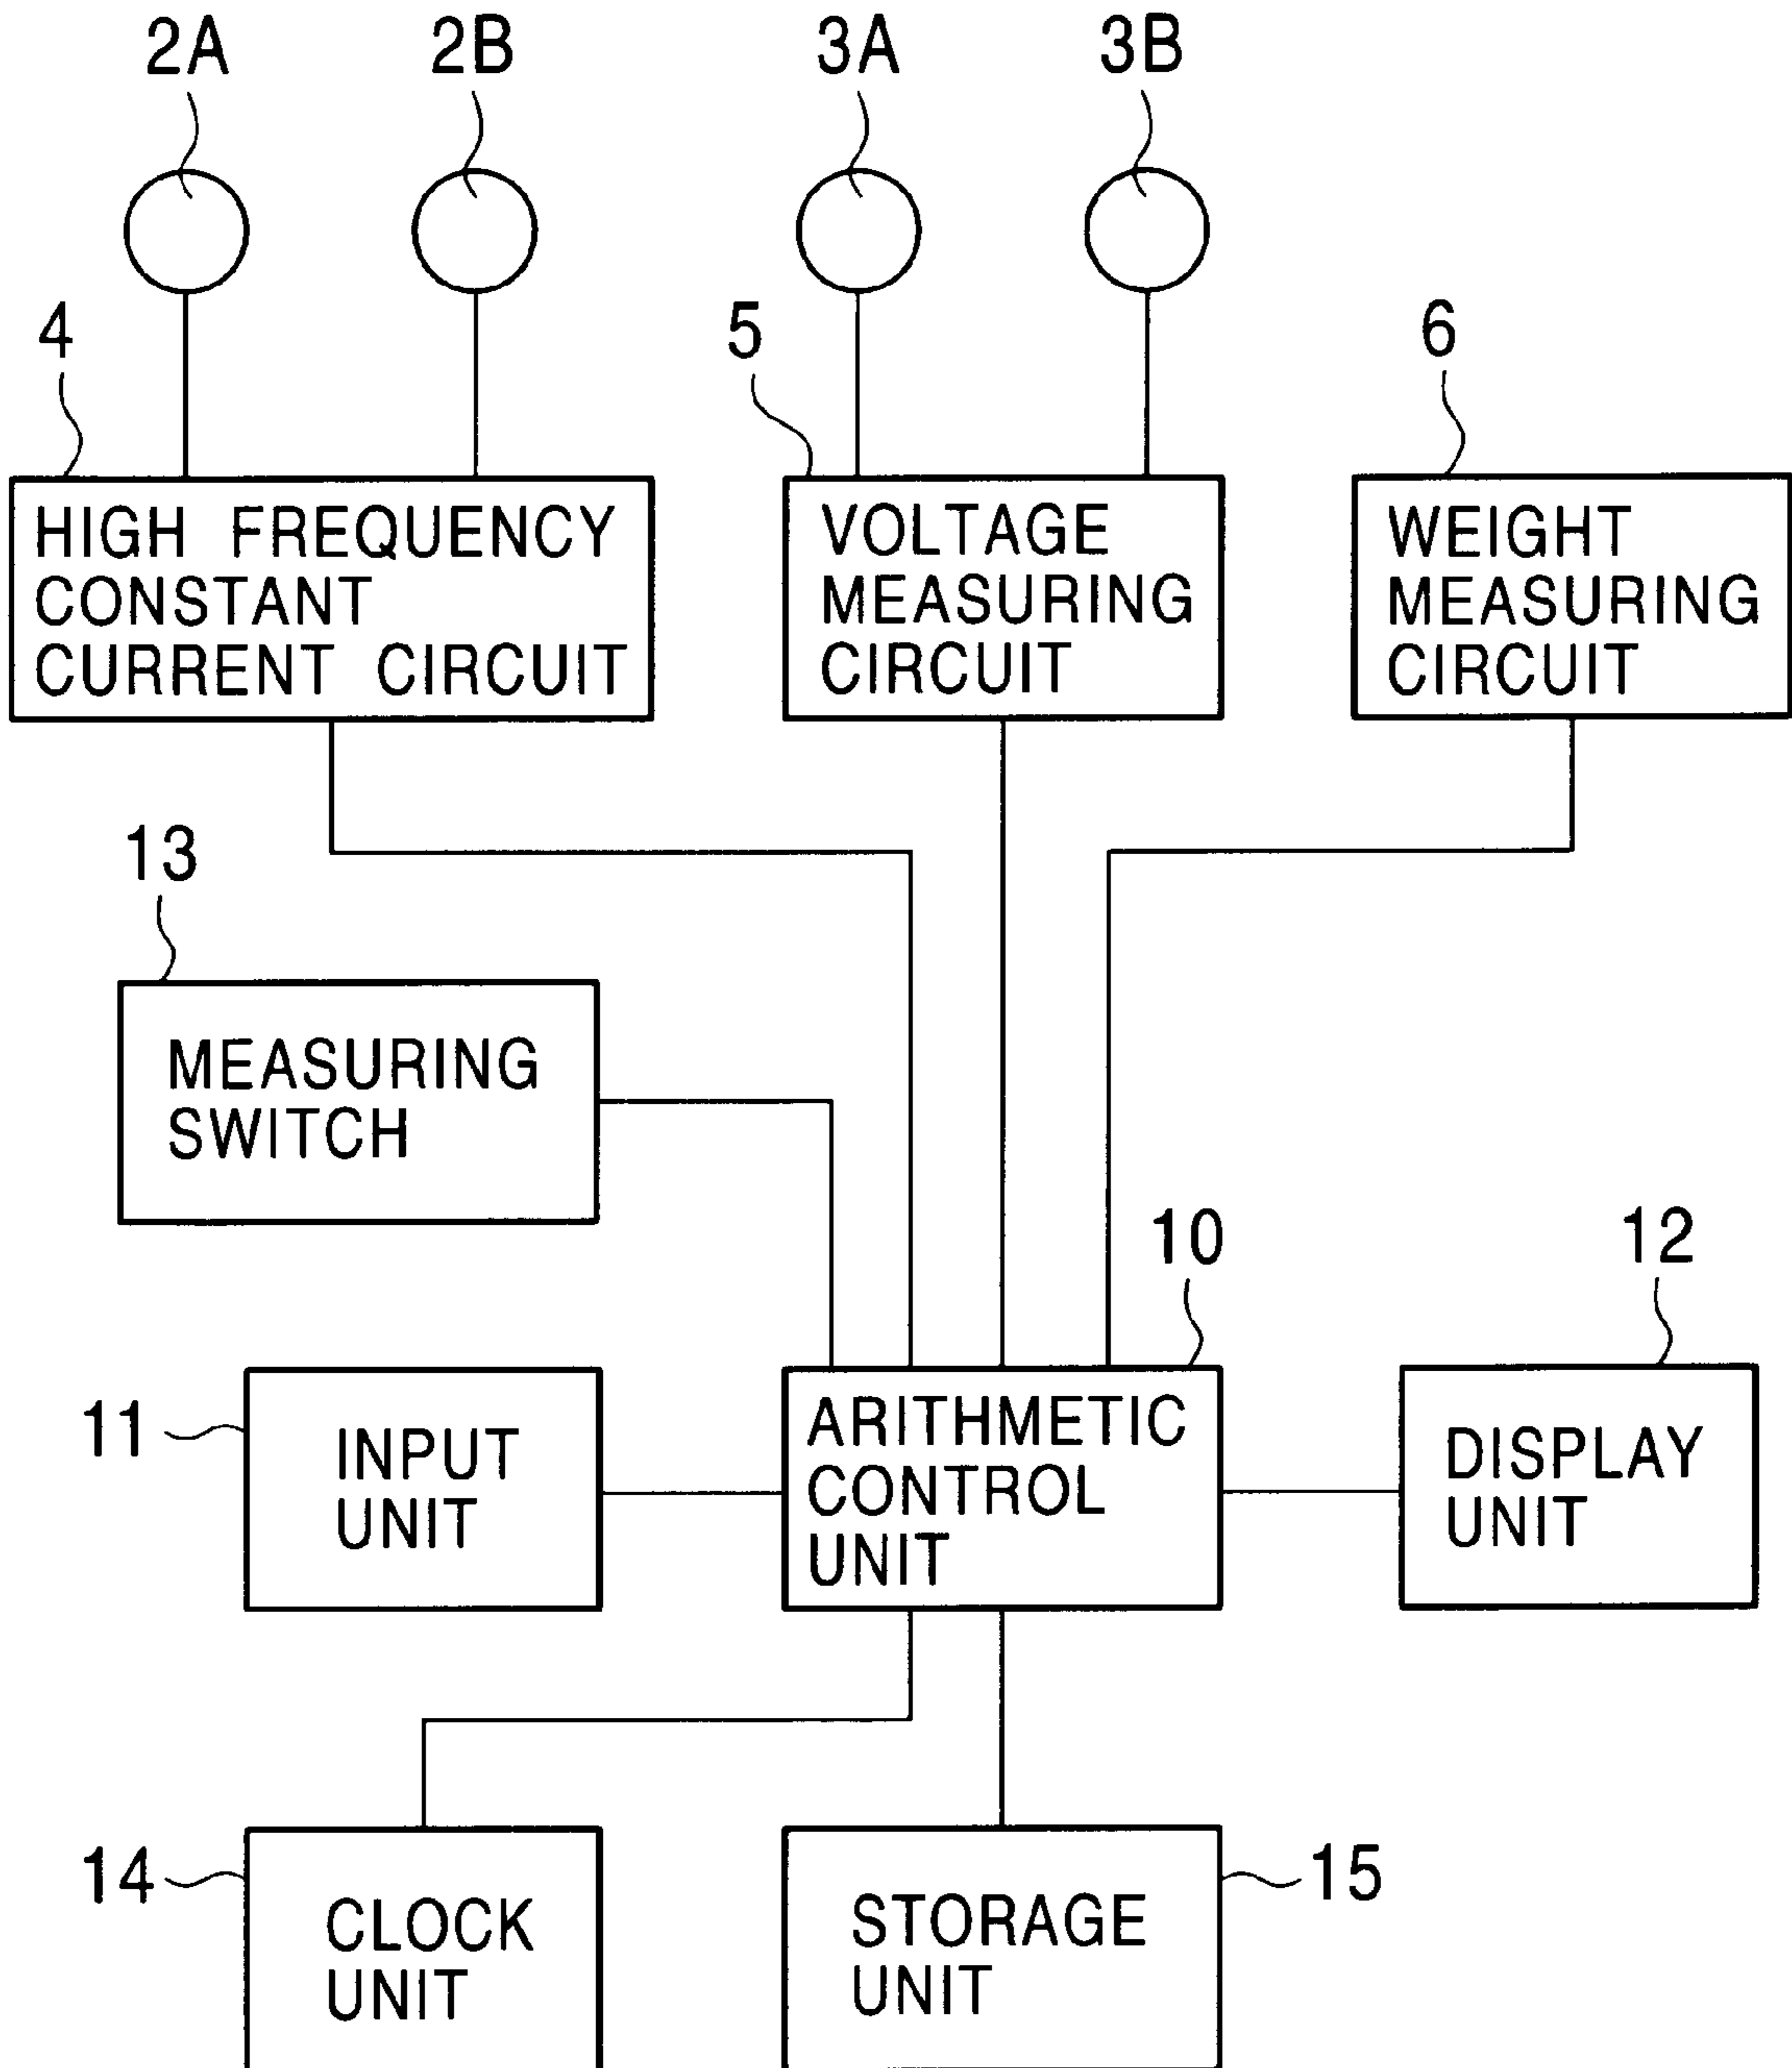 2A
2B
3A
3B
4
5
6
HIGH FREQUENCY
CONSTANT
CURRENT CIRCUIT
VOLTAGE
MEASURING
CIRCUIT
WEIGHT
MEASURING
CIRCUIT
13
MEASURING
SWITCH
10
12
11
INPUT
UNIT
ARITHMETIC
CONTROL
UNIT
DISPLAY
UNIT
14
CLOCK
UNIT
STORAGE
UNIT
15